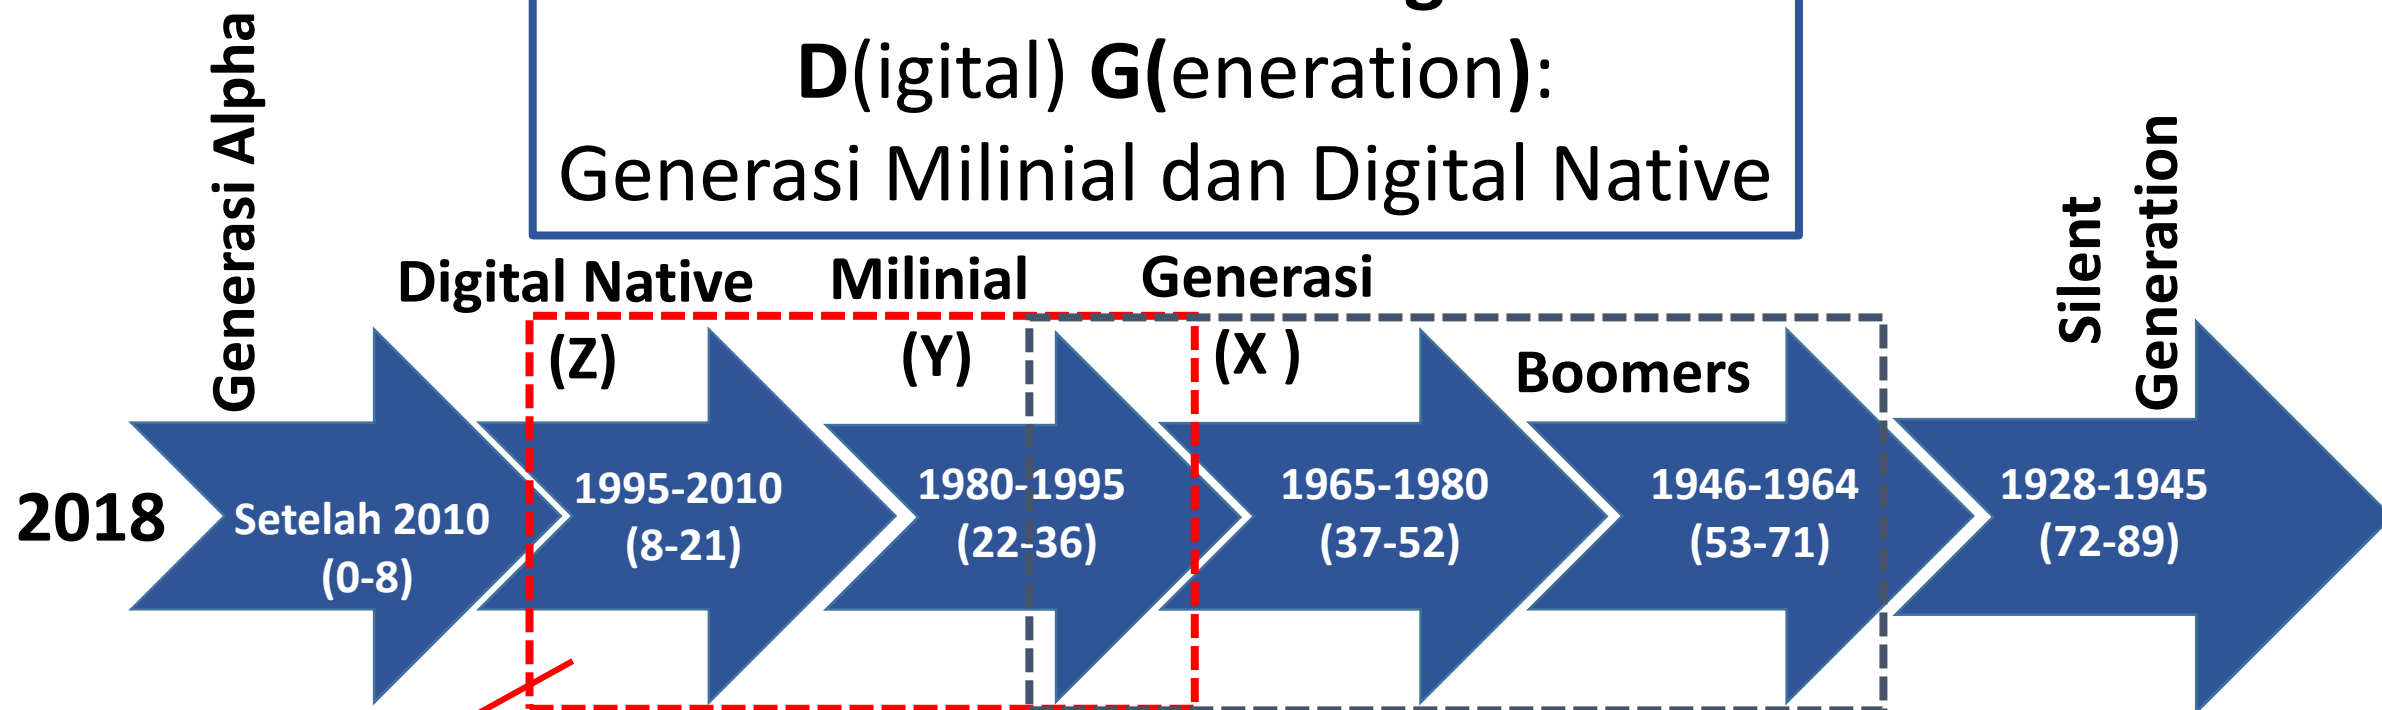 D(igital) G(eneration):
Generasi Milinial dan Digital Native
Generasi Alpha
Digital Native
(Z)
Milinial
(Y)
Generasi
(X )
Boomers
Silent
Generation
2018
Setelah 2010
(0-8)
1995-2010
(8-21)
1980-1995
(22-36)
1965-1980
(37-52)
1946-1964
(53-71)
1928-1945
(72-89)